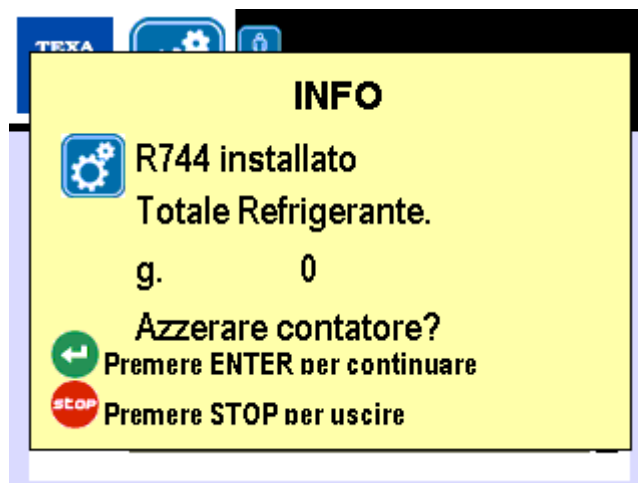 TEXA
INFO
R744 installato
Totale Refrigerante.
g. 0
Azzerare contatore?
Premere ENTER per continuare
stop Premere STOP per uscire